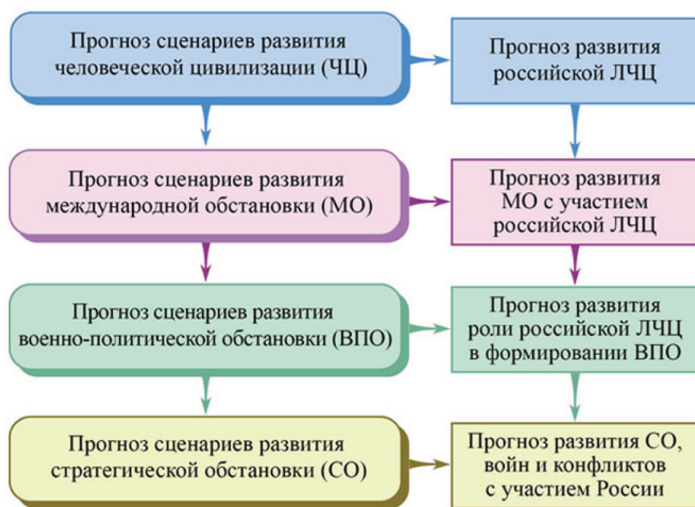 Прогноз сценариев развития
человеческой цивилизации (ЧЦ)
Прогноз развития
российской ЛЧЦ
Прогноз сценариев развития
международной обстановки (МО)
Прогноз развития
МО с участием
российской ЛЧЦ
Прогноз сценариев развития
военно-политической обстановки (ВПО)
Прогноз развития
роли российской ЛЧЦ
в формировании ВПО
Прогноз сценариев развития
стратегической обстановки (СО)
Прогноз развития СО,
войн и конфликтов
с участием России